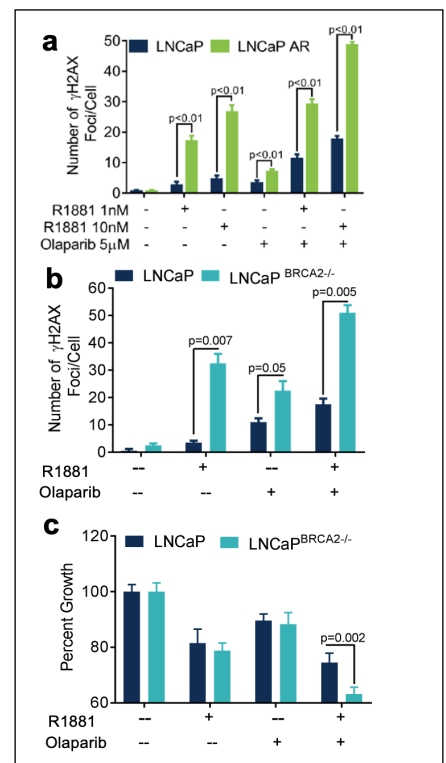 a
LNCaP LNCaP AR
Number of γH2AX
Foci/Cell
50
40
30
20
10
0
p<0.01
p<0.01
p<0.01
p<0.01
p<0.01
R1881 1nM - + - - + -
R1881 10nM - - + - - +
Olaparib 5µM - - - + + +
b
LNCaP LNCaP BRCA2-/-
Number of γH2AX
Foci/Cell
60
50
40
30
20
10
0
p=0.007
p=0.05
p=0.005
R1881 -- + -- +
Olaparib -- -- + +
c
LNCaP LNCaPBRCA2-/-
Percent Growth
120
100
80
60
p=0.002
R1881 -- + -- +
Olaparib -- -- + +